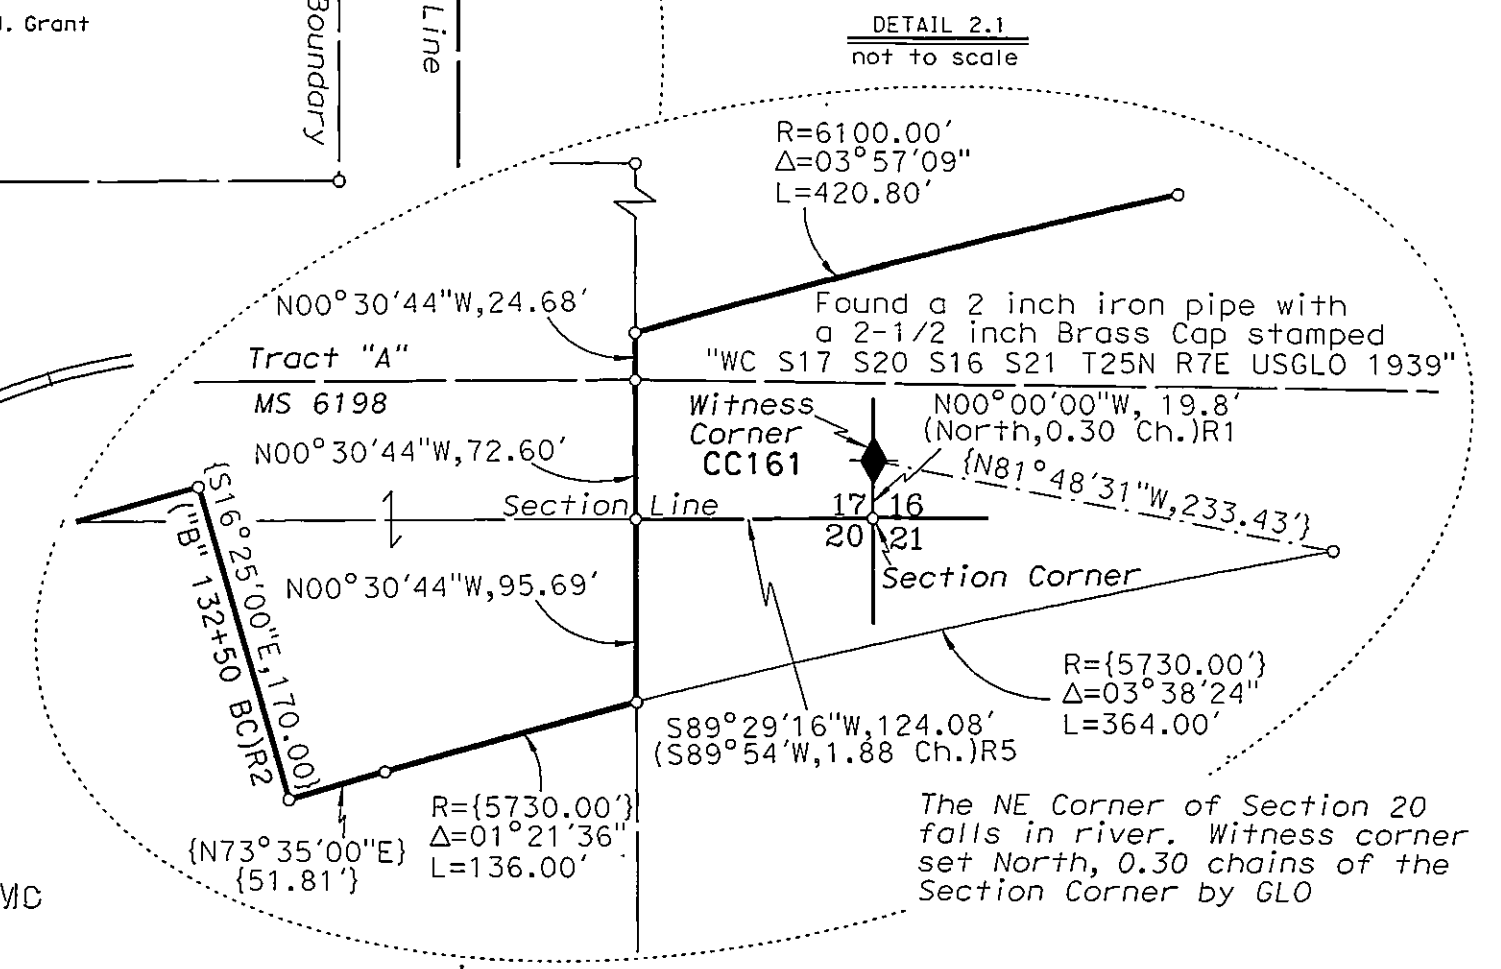 Grant
Boundary
Line
DETAIL 2.1
not to scale
R=6100.00'
Δ=03°57'09"
L=420.80'
N00°30'44"W,24.68'
Found a 2 inch iron pipe with
a 2-1/2 inch Brass Cap stamped
"WC S17 S20 S16 S21 T25N R7E USGLO 1939"
Tract "A"
MS 6198
Witness
Corner
CC161
N00°00'00"W, 19.8'
(North,0.30 Ch.)R1
N00°30'44"W,72.60'
{N81°48'31"W,233.43'}
Section Line
17 16
20 21
Section Corner
{S16°25'00"E,170.00}
("B" 132+50 BC)R2
N00°30'44"W,95.69'
R={5730.00'}
Δ=03°38'24"
L=364.00'
S89°29'16"W,124.08'
(S89°54'W,1.88 Ch.)R5
R={5730.00'}
Δ=01°21'36"
L=136.00'
{N73°35'00"E}
{51.81'}
The NE Corner of Section 20
falls in river. Witness corner
set North, 0.30 chains of the
Section Corner by GLO
MC